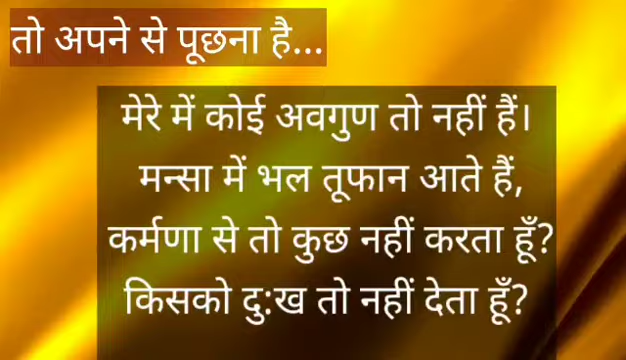 तो अपने से पूछना है...
मेरे में कोई अवगुण तो नहीं हैं।
मन्सा में भल तूफान आते हैं,
कर्मणा से तो कुछ नहीं करता हूँ?
किसको दु:ख तो नहीं देता हूँ?